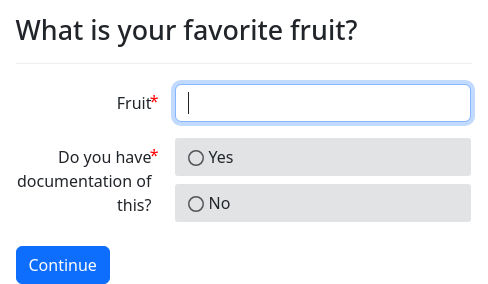 What is your favorite fruit?
Fruit*
Do you have*
documentation of
this?
Yes
No
Continue